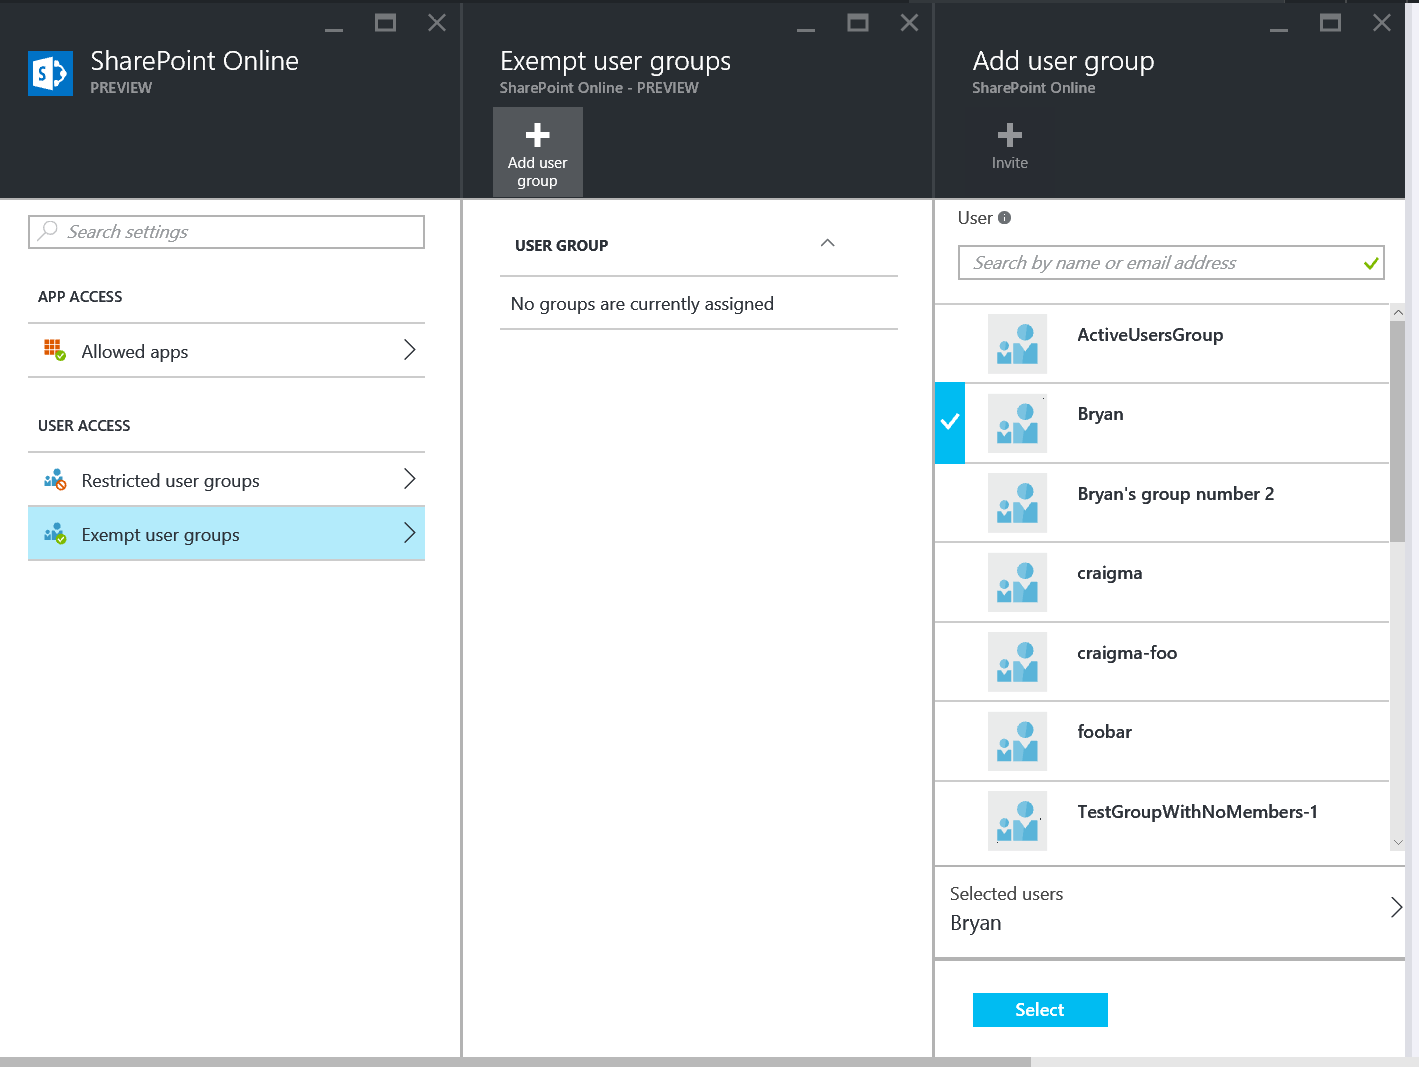 SharePoint Online
PREVIEW
Search settings
APP ACCESS
Allowed apps
USER ACCESS
Restricted user groups
Exempt user groups
Exempt user groups
SharePoint Online - PREVIEW
Add user
group
USER GROUP
No groups are currently assigned
Add user group
SharePoint Online
Invite
User
Search by name or email address
ActiveUsersGroup
Bryan
Bryan's group number 2
craigma
craigma-foo
foobar
TestGroupWithNoMembers-1
Selected users
Bryan
Select